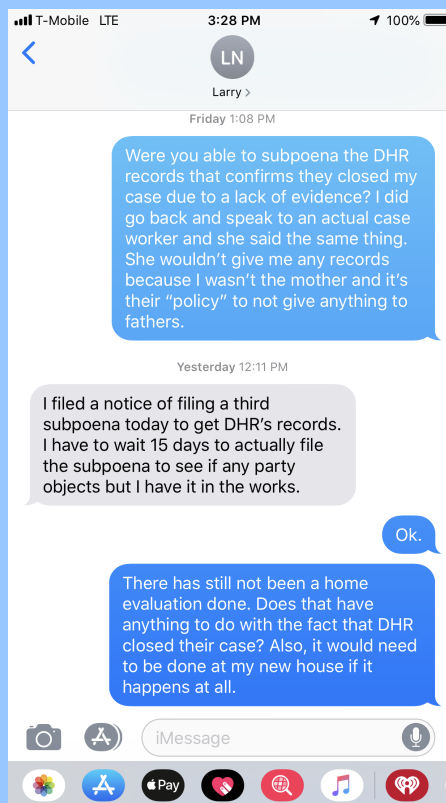 T-Mobile LTE 3:28 PM 100%
LN
Larry >
Friday 1:08 PM
Were you able to subpoena the DHR
records that confirms they closed my
case due to a lack of evidence? I did
go back and speak to an actual case
worker and she said the same thing.
She wouldn't give me any records
because I wasn't the mother and it's
their “policy” to not give anything to
fathers.
Yesterday 12:11 PM
I filed a notice of filing a third
subpoena today to get DHR's records.
I have to wait 15 days to actually file
the subpoena to see if any party
objects but I have it in the works.
Ok.
There has still not been a home
evaluation done. Does that have
anything to do with the fact that DHR
closed their case? Also, it would need
to be done at my new house if it
happens at all.
iMessage
Pay